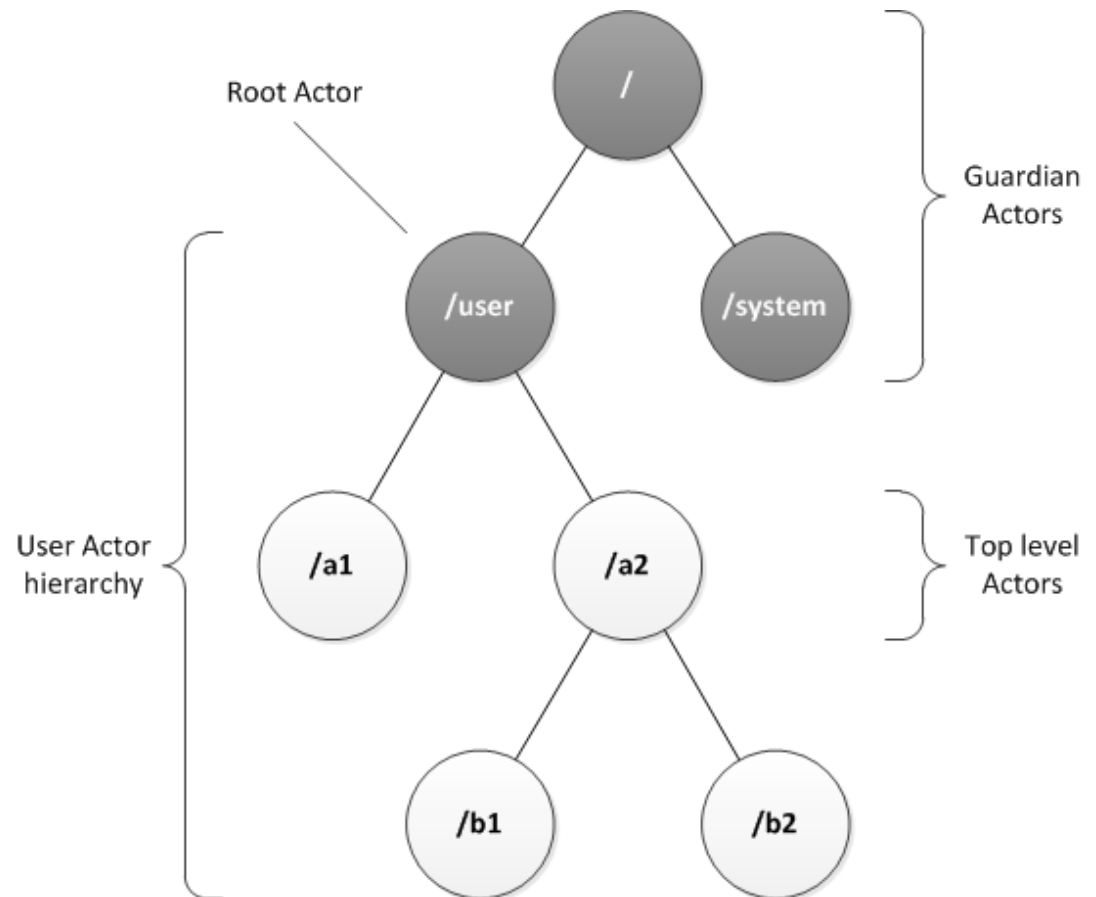 /
Root Actor
Guardian
Actors
/user
/system
User Actor
hierarchy
/a1
/a2
Top level
Actors
/b1
/b2